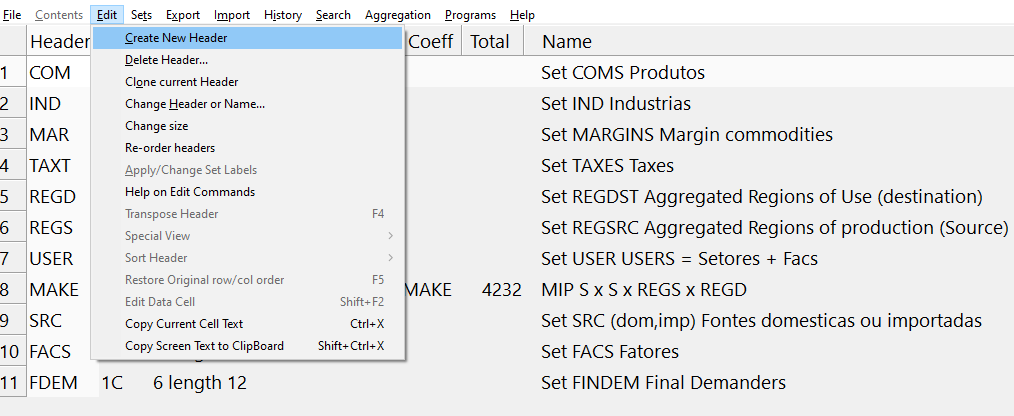 File Contents Edit Sets Export Import History Search Aggregation Programs Help
Header Coeff Total Name
Create New Header
Delete Header...
Clone current Header
Change Header or Name...
Change size
Re-order headers
Apply/Change Set Labels
Help on Edit Commands
Transpose Header F4
Special View
Sort Header
Restore Original row/col order F5
Edit Data Cell Shift+F2
Copy Current Cell Text Ctrl+X
Copy Screen Text to ClipBoard Shift+Ctrl+X
1 COM Set COMS Produtos
2 IND Set IND Industrias
3 MAR Set MARGINS Margin commodities
4 TAXT Set TAXES Taxes
5 REGD Set REGDST Aggregated Regions of Use (destination)
6 REGS Set REGSRC Aggregated Regions of production (Source)
7 USER Set USER USERS = Setores + Facs
8 MAKE MAKE 4232 MIP S x S x REGS x REGD
9 SRC Set SRC (dom,imp) Fontes domesticas ou importadas
10 FACS Set FACS Fatores
11 FDEM 1C 6 length 12 Set FINDEM Final Demanders